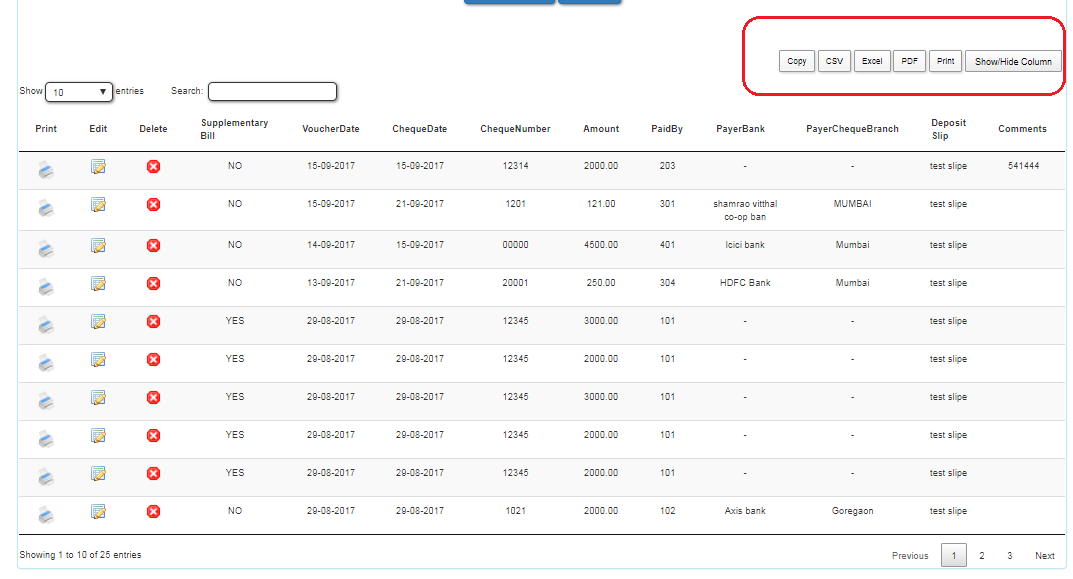 Copy CSV Excel PDF Print Show/Hide Column
Show 10 entries Search:
Print Edit Delete Supplementary Bill VoucherDate ChequeDate ChequeNumber Amount PaidBy PayerBank PayerChequeBranch Deposit Slip Comments
NO 15-09-2017 15-09-2017 12314 2000.00 203 - - test slipe 541444
NO 15-09-2017 21-09-2017 1201 121.00 301 shamrao vitthal co-op ban MUMBAI test slipe
NO 14-09-2017 15-09-2017 00000 4500.00 401 Icici bank Mumbai test slipe
NO 13-09-2017 21-09-2017 20001 250.00 304 HDFC Bank Mumbai test slipe
YES 29-08-2017 29-08-2017 12345 3000.00 101 - - test slipe
YES 29-08-2017 29-08-2017 12345 2000.00 101 - - test slipe
YES 29-08-2017 29-08-2017 12345 3000.00 101 - - test slipe
YES 29-08-2017 29-08-2017 12345 2000.00 101 - - test slipe
YES 29-08-2017 29-08-2017 12345 2000.00 101 - - test slipe
NO 29-08-2017 29-08-2017 1021 2000.00 102 Axis bank Goregaon test slipe
Showing 1 to 10 of 25 entries Previous 1 2 3 Next